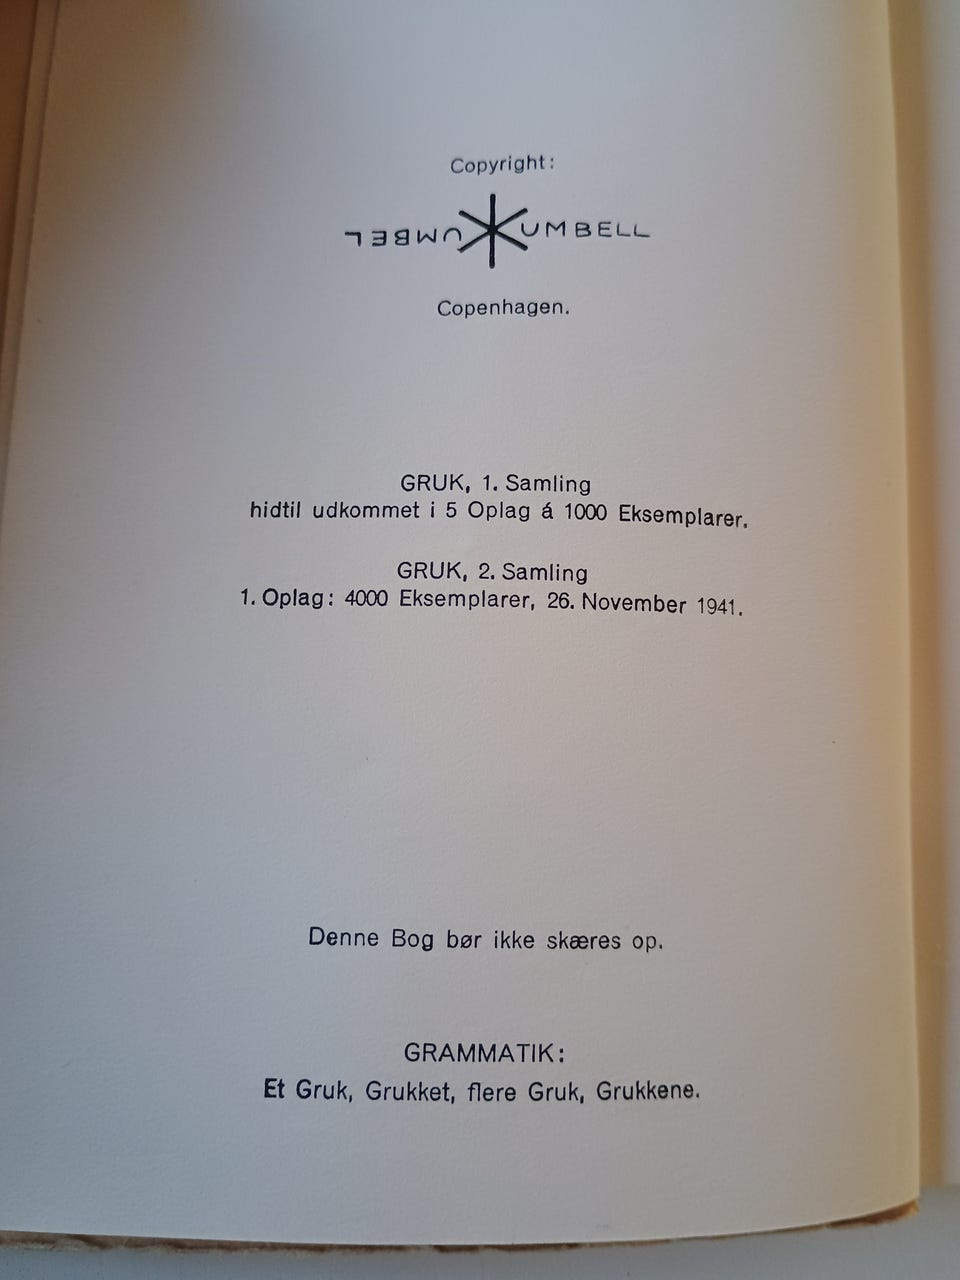 Copyright:
KUMBEL KUMBELL
Copenhagen.
GRUK, 1. Samling
hidtil udkommet i 5 Oplag á 1000 Eksemplarer.
GRUK, 2. Samling
1. Oplag: 4000 Eksemplarer, 26. November 1941.
Denne Bog bør ikke skæres op.
GRAMMATIK:
Et Gruk, Grukket, flere Gruk, Grukkene.